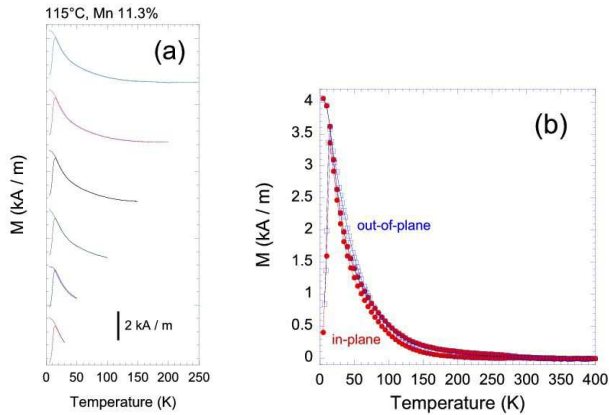 115°C, Mn 11.3%
(a)
M (kA / m)
2 kA / m
0 50 100 150 200 250
Temperature (K)
(b)
M (kA / m)
4
3.5
3
2.5
2
1.5
1
0.5
0
out-of-plane
in-plane
0 50 100 150 200 250 300 350 400
Temperature (K)